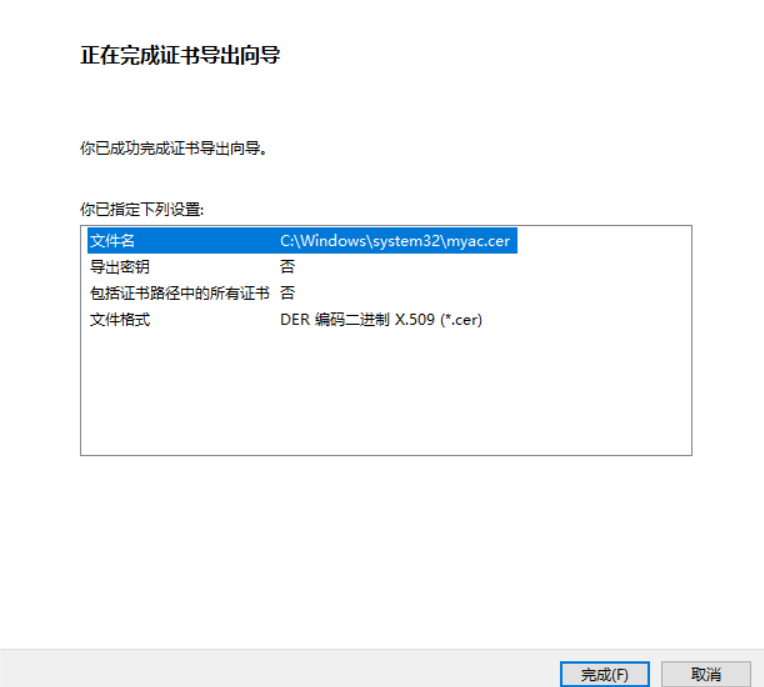 正在完成证书导出向导
你已成功完成证书导出向导。
你已指定下列设置:
文件名 C:\Windows\system32\myac.cer
导出密钥 否
包括证书路径中的所有证书 否
文件格式 DER 编码二进制 X.509 (*.cer)
完成(F) 取消